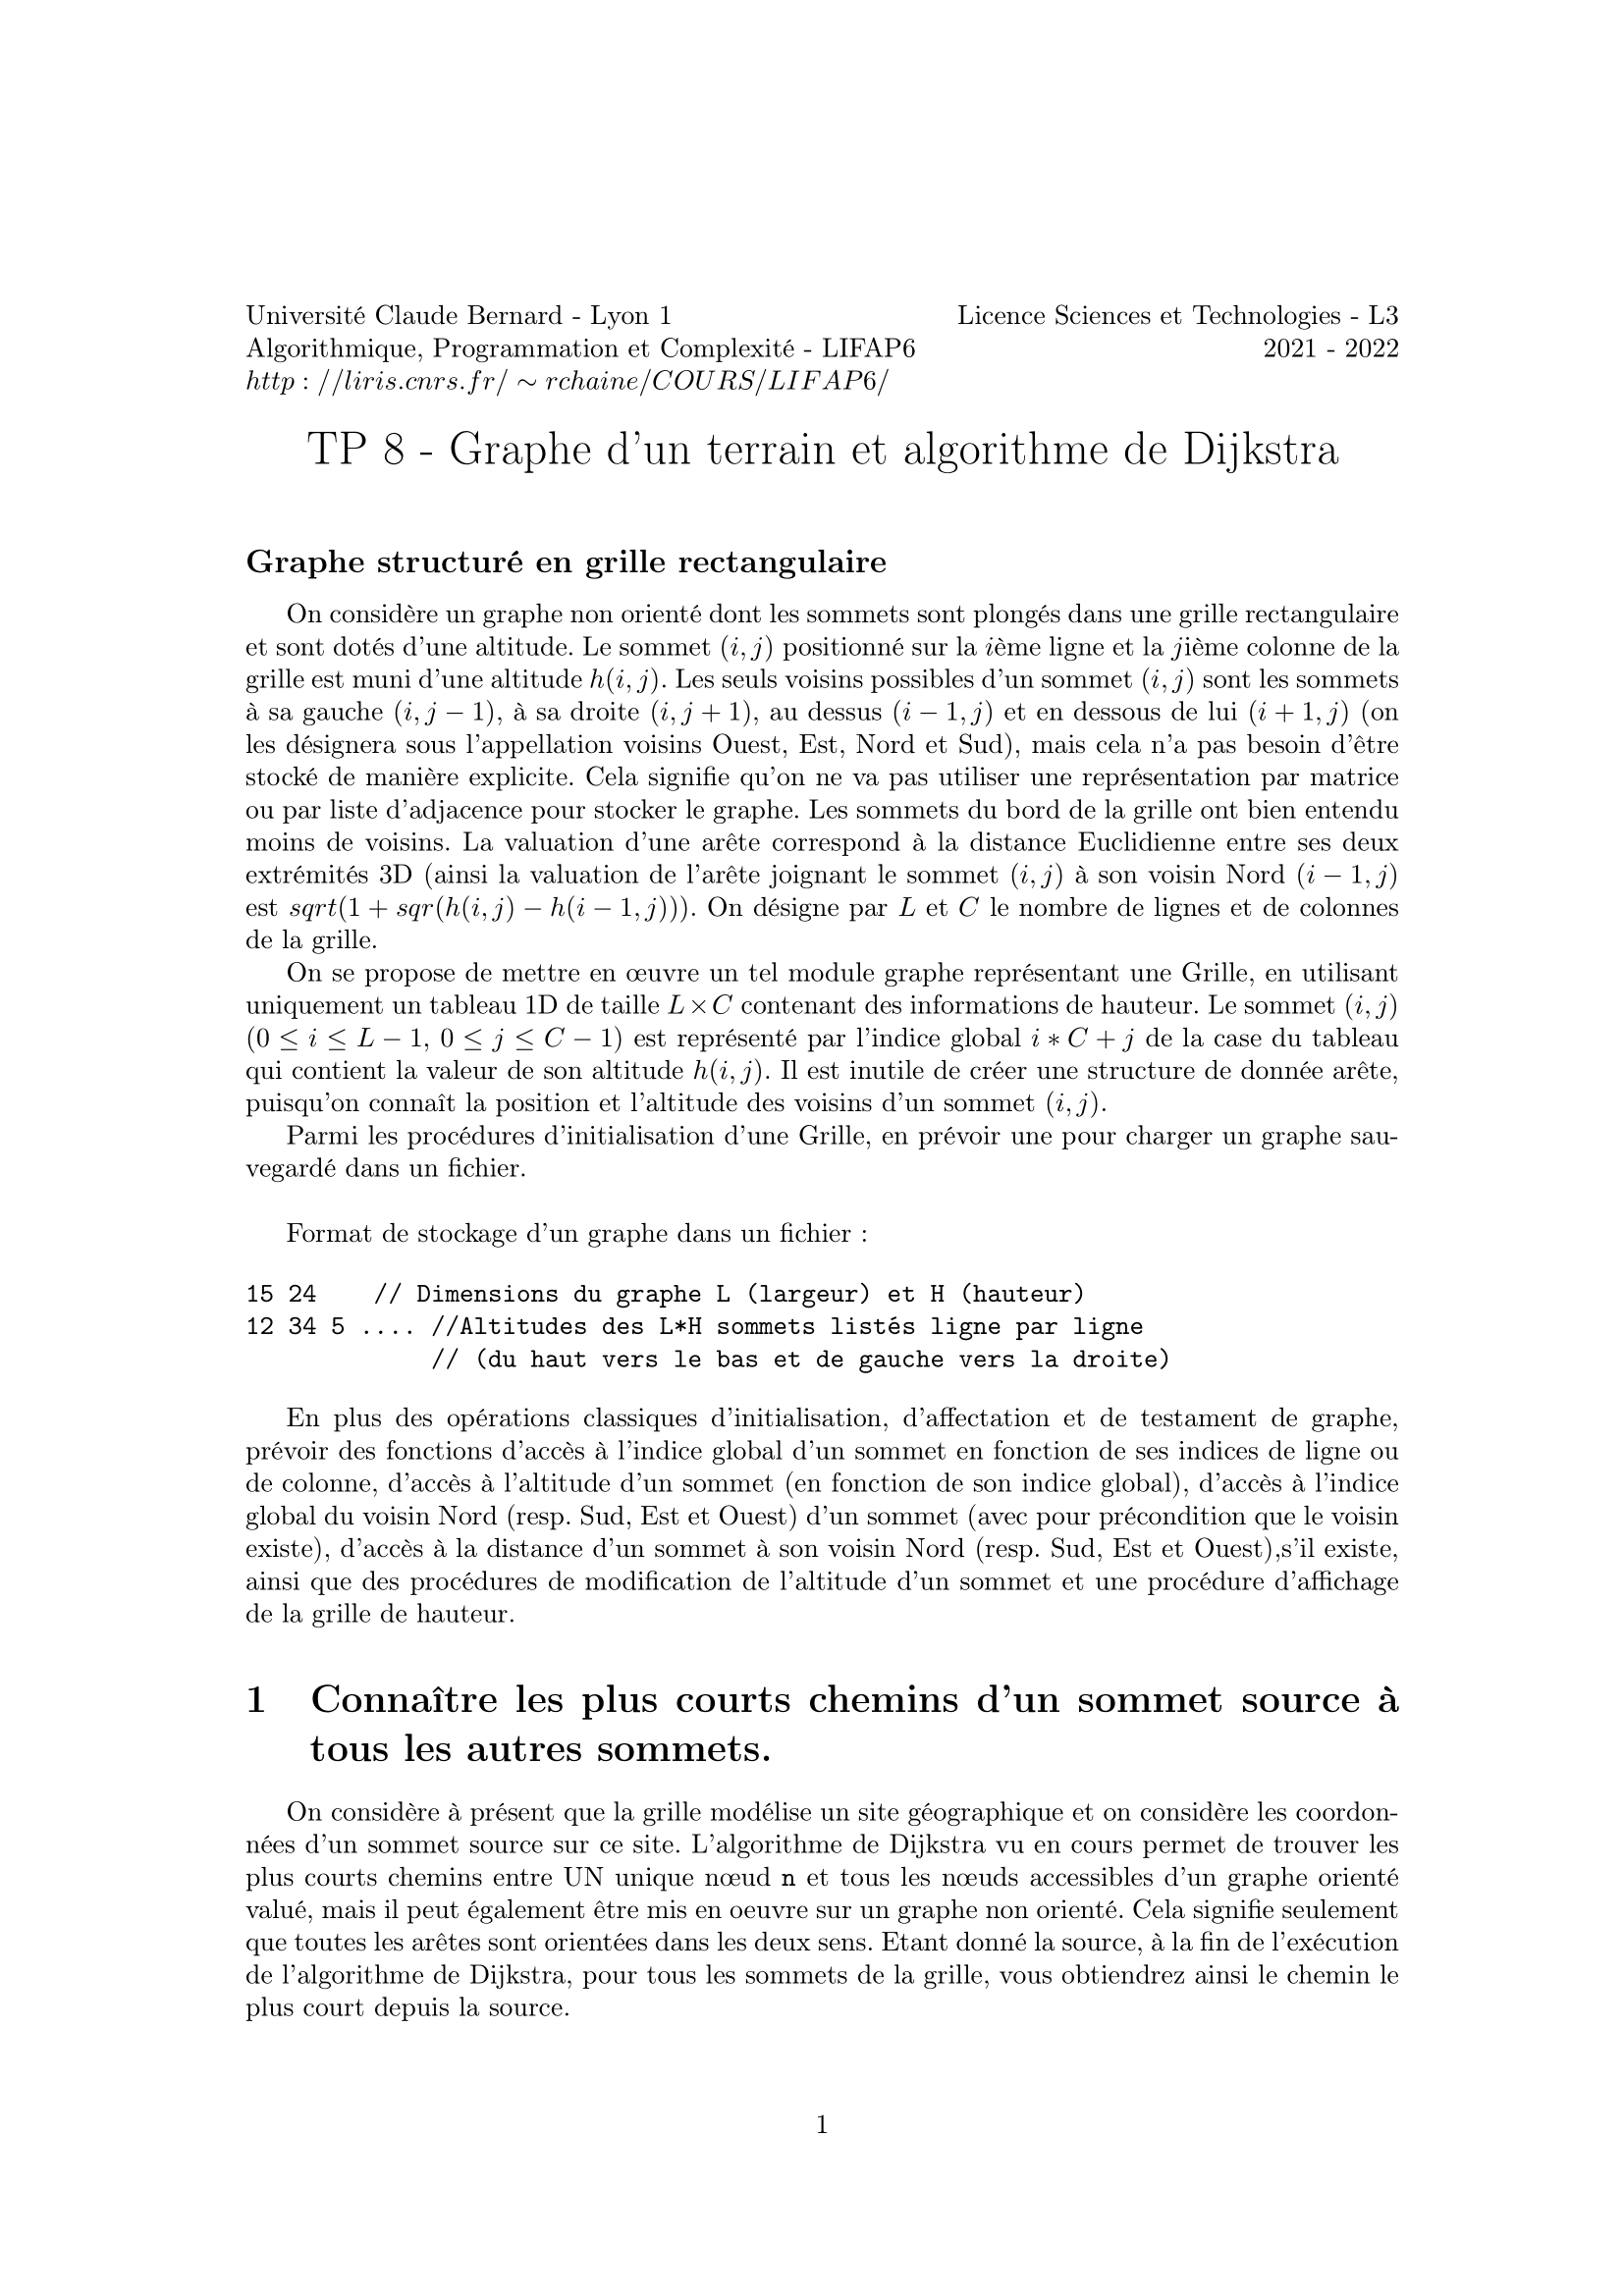 Université Claude Bernard - Lyon 1 Licence Sciences et Technologies - L3
Algorithmique, Programmation et Complexité - LIFAP6 2021 - 2022
http : //liris.cnrs.fr/ ∼ rchaine/COURS/LIFAP6/
TP 8 - Graphe d'un terrain et algorithme de Dijkstra
Graphe structuré en grille rectangulaire
On considère un graphe non orienté dont les sommets sont plongés dans une grille rectangulaire
et sont dotés d'une altitude. Le sommet (i, j) positionné sur la ième ligne et la jième colonne de la
grille est muni d'une altitude h(i, j). Les seuls voisins possibles d'un sommet (i, j) sont les sommets
à sa gauche (i, j − 1), à sa droite (i, j + 1), au dessus (i − 1, j) et en dessous de lui (i + 1, j) (on
les désignera sous l'appellation voisins Ouest, Est, Nord et Sud), mais cela n'a pas besoin d'être
stocké de manière explicite. Cela signifie qu'on ne va pas utiliser une représentation par matrice
ou par liste d'adjacence pour stocker le graphe. Les sommets du bord de la grille ont bien entendu
moins de voisins. La valuation d'une arête correspond à la distance Euclidienne entre ses deux
extrémités 3D (ainsi la valuation de l'arête joignant le sommet (i, j) à son voisin Nord (i − 1, j)
est sqrt(1 + sqr(h(i, j) − h(i − 1, j))). On désigne par L et C le nombre de lignes et de colonnes
de la grille.
On se propose de mettre en œuvre un tel module graphe représentant une Grille, en utilisant
uniquement un tableau 1D de taille L × C contenant des informations de hauteur. Le sommet (i, j)
(0 ≤ i ≤ L − 1, 0 ≤ j ≤ C − 1) est représenté par l'indice global i ∗ C + j de la case du tableau
qui contient la valeur de son altitude h(i, j). Il est inutile de créer une structure de donnée arête,
puisqu'on connaît la position et l'altitude des voisins d'un sommet (i, j).
Parmi les procédures d'initialisation d'une Grille, en prévoir une pour charger un graphe sau-
vegardé dans un fichier.
Format de stockage d'un graphe dans un fichier :
15 24 // Dimensions du graphe L (largeur) et H (hauteur)
12 34 5 .... //Altitudes des L*H sommets listés ligne par ligne
// (du haut vers le bas et de gauche vers la droite)
En plus des opérations classiques d'initialisation, d'affectation et de testament de graphe,
prévoir des fonctions d'accès à l'indice global d'un sommet en fonction de ses indices de ligne ou
de colonne, d'accès à l'altitude d'un sommet (en fonction de son indice global), d'accès à l'indice
global du voisin Nord (resp. Sud, Est et Ouest) d'un sommet (avec pour précondition que le voisin
existe), d'accès à la distance d'un sommet à son voisin Nord (resp. Sud, Est et Ouest),s'il existe,
ainsi que des procédures de modification de l'altitude d'un sommet et une procédure d'affichage
de la grille de hauteur.
1 Connaître les plus courts chemins d'un sommet source à
tous les autres sommets.
On considère à présent que la grille modélise un site géographique et on considère les coordon-
nées d'un sommet source sur ce site. L'algorithme de Dijkstra vu en cours permet de trouver les
plus courts chemins entre UN unique nœud n et tous les nœuds accessibles d'un graphe orienté
valué, mais il peut également être mis en oeuvre sur un graphe non orienté. Cela signifie seulement
que toutes les arêtes sont orientées dans les deux sens. Etant donné la source, à la fin de l'exécution
de l'algorithme de Dijkstra, pour tous les sommets de la grille, vous obtiendrez ainsi le chemin le
plus court depuis la source.
1